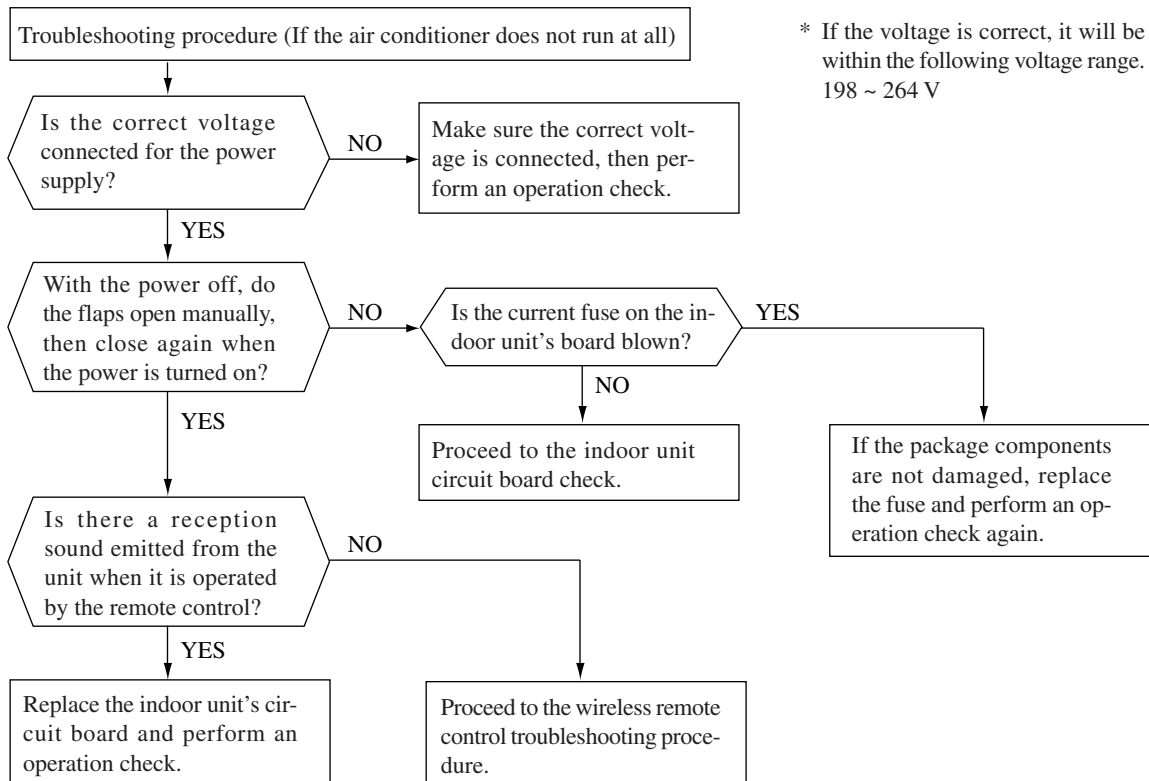 Troubleshooting procedure (If the air conditioner does not run at all)
* If the voltage is correct, it will be
within the following voltage range.
198 ~ 264 V
Is the correct voltage
connected for the power
supply?
NO
Make sure the correct volt-
age is connected, then per-
form an operation check.
YES
With the power off, do
the flaps open manually,
then close again when
the power is turned on?
NO
Is the current fuse on the in-
door unit's board blown?
YES
NO
YES
Proceed to the indoor unit
circuit board check.
If the package components
are not damaged, replace
the fuse and perform an op-
eration check again.
Is there a reception
sound emitted from the
unit when it is operated
by the remote control?
NO
YES
Replace the indoor unit's cir-
cuit board and perform an
operation check.
Proceed to the wireless remote
control troubleshooting proce-
dure.